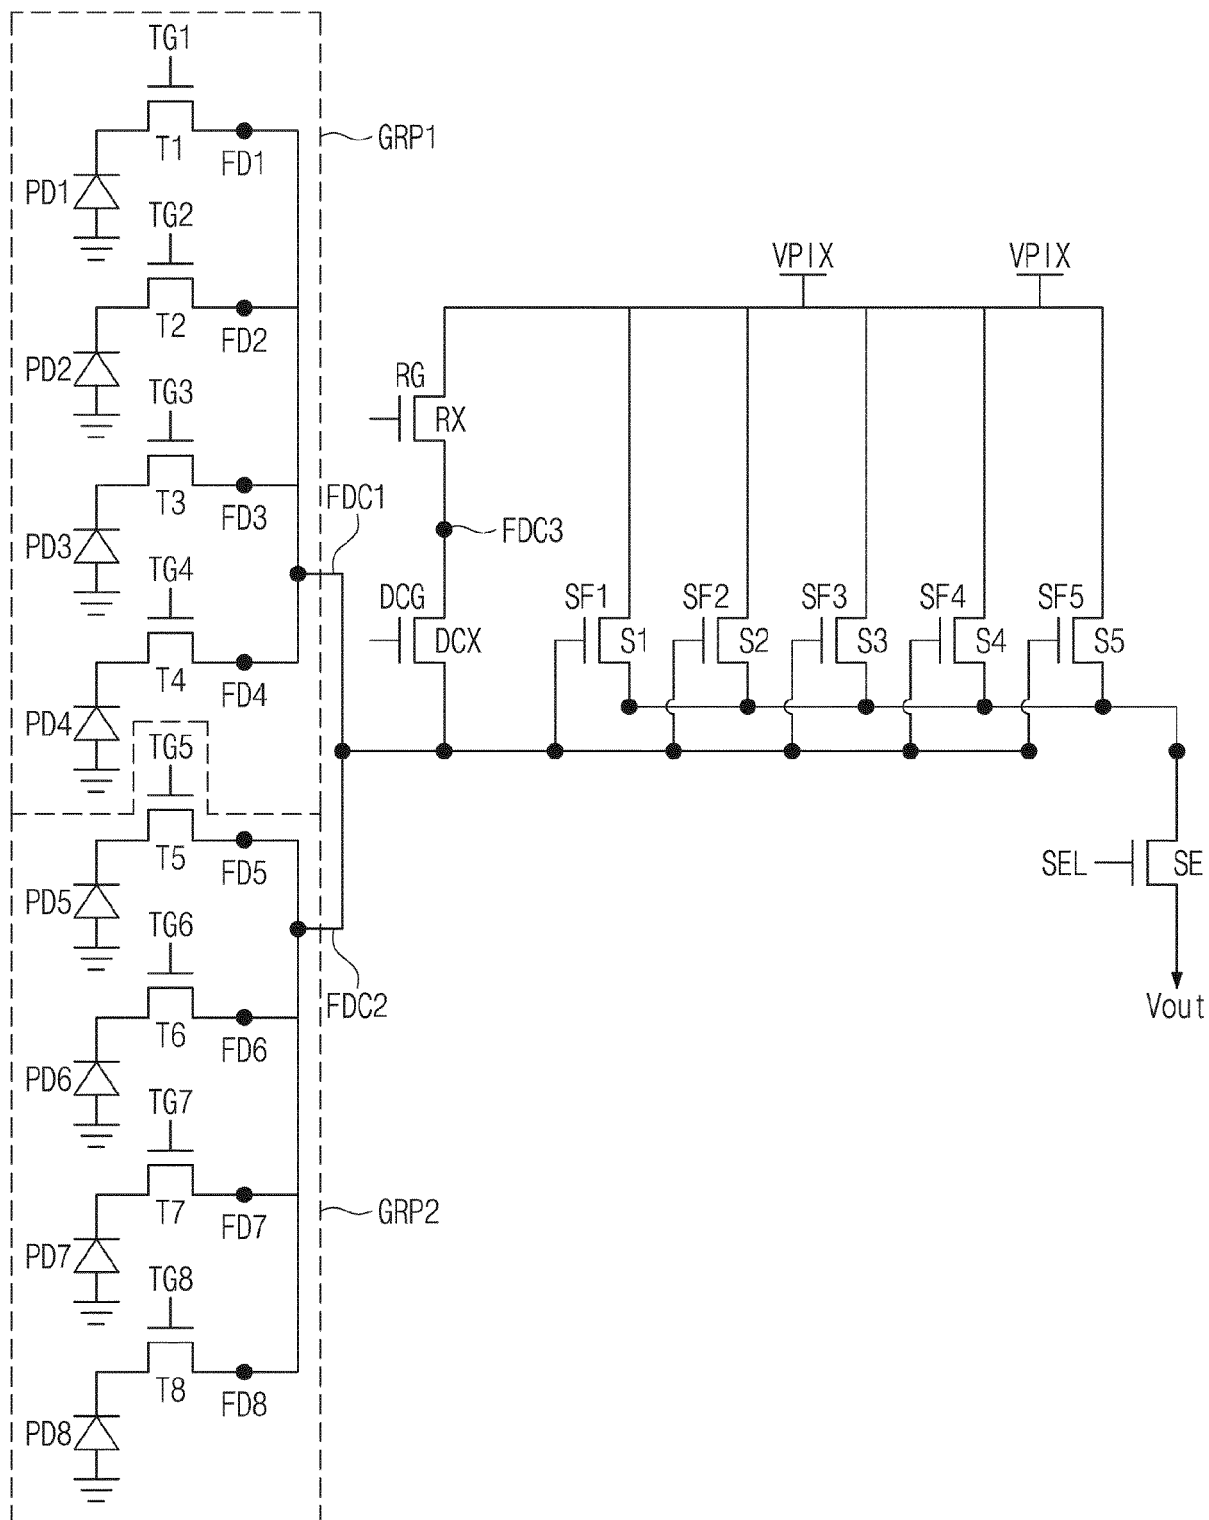 TG1
T1
FD1
GRP1
PD1
TG2
T2
FD2
PD2
TG3
T3
FD3
PD3
TG4
T4
FD4
PD4
FDC1
VPIX
VPIX
RG
RX
FDC3
DCG
DCX
SF1
S1
SF2
S2
SF3
S3
SF4
S4
SF5
S5
TG5
T5
FD5
PD5
SEL
SE
Vout
FDC2
TG6
T6
FD6
PD6
TG7
T7
FD7
GRP2
PD7
TG8
T8
FD8
PD8